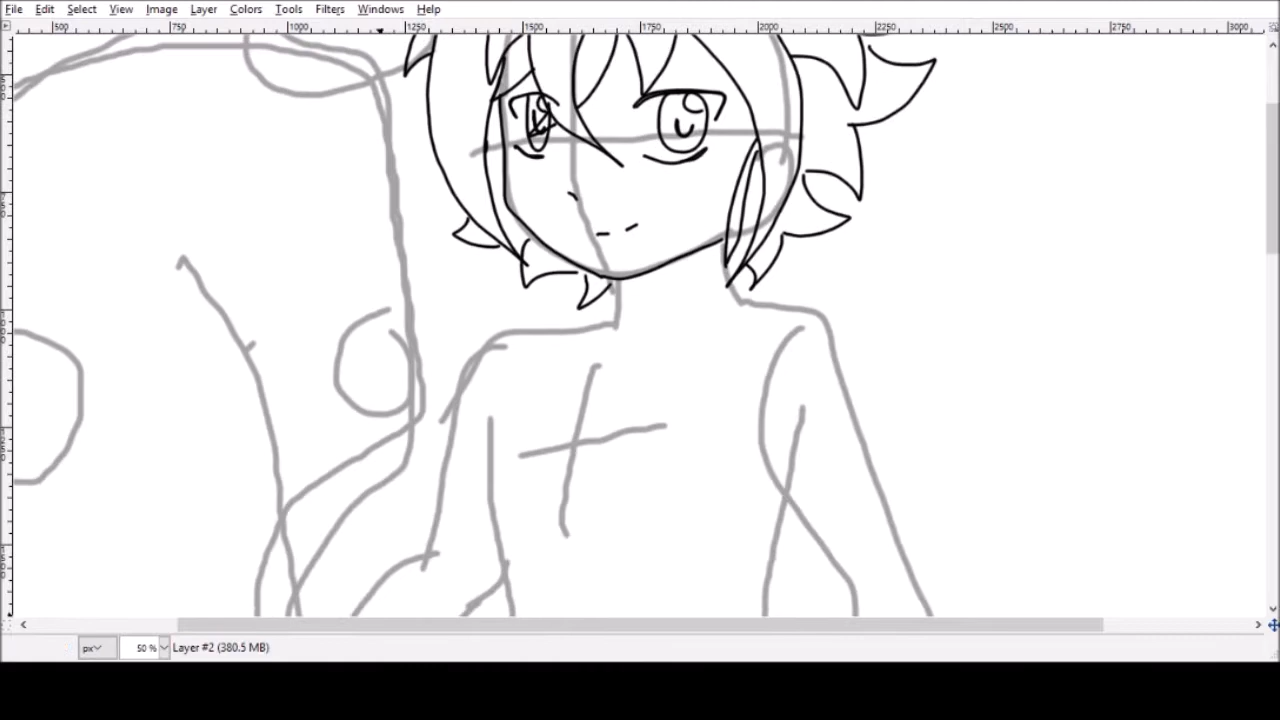 File Edit Select View Image Layer Colors Tools Filters Windows Help
500 750 1000 1250 1500 1750 2000 2250 2500 2750 3000
px 50 % Layer #2 (380.5 MB)